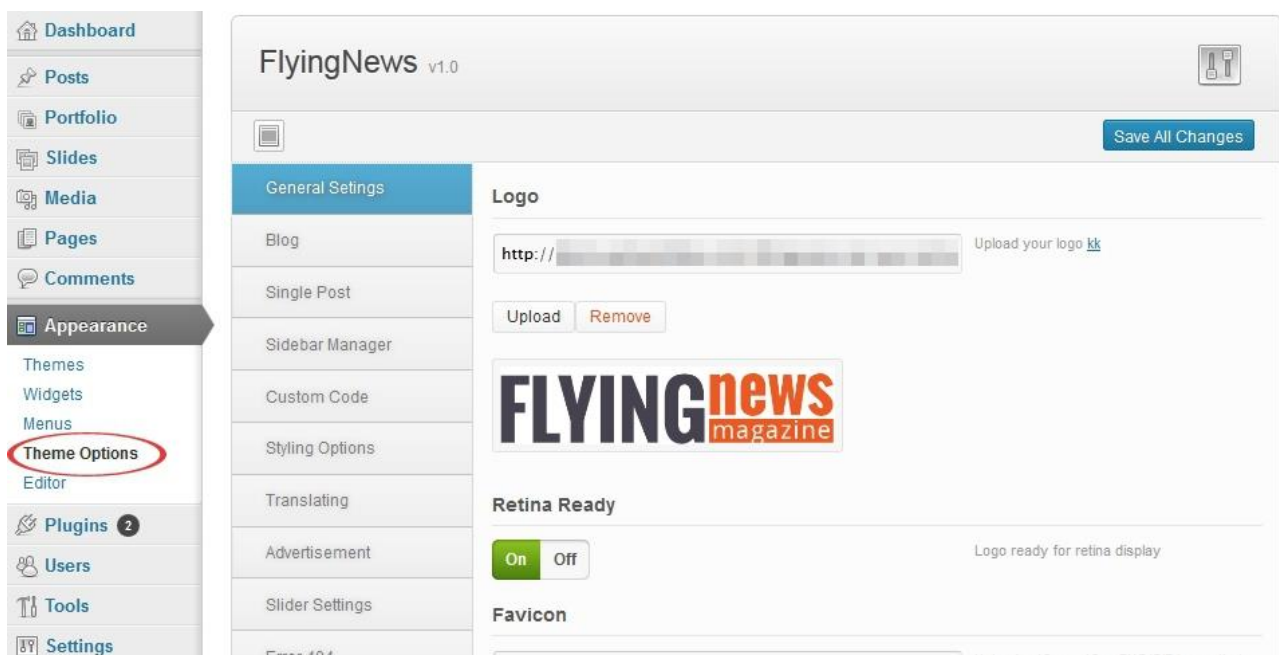 Dashboard
Posts
Portfolio
Slides
Media
Pages
Comments
Appearance
Themes
Widgets
Menus
Theme Options
Editor
Plugins 2
Users
Tools
Settings
FlyingNews v1.0
Save All Changes
General Setings
Blog
Single Post
Sidebar Manager
Custom Code
Styling Options
Translating
Advertisement
Slider Settings
Logo
http://
Upload your logo kk
Upload Remove
FLYINGnews
magazine
Retina Ready
On Off
Logo ready for retina display
Favicon